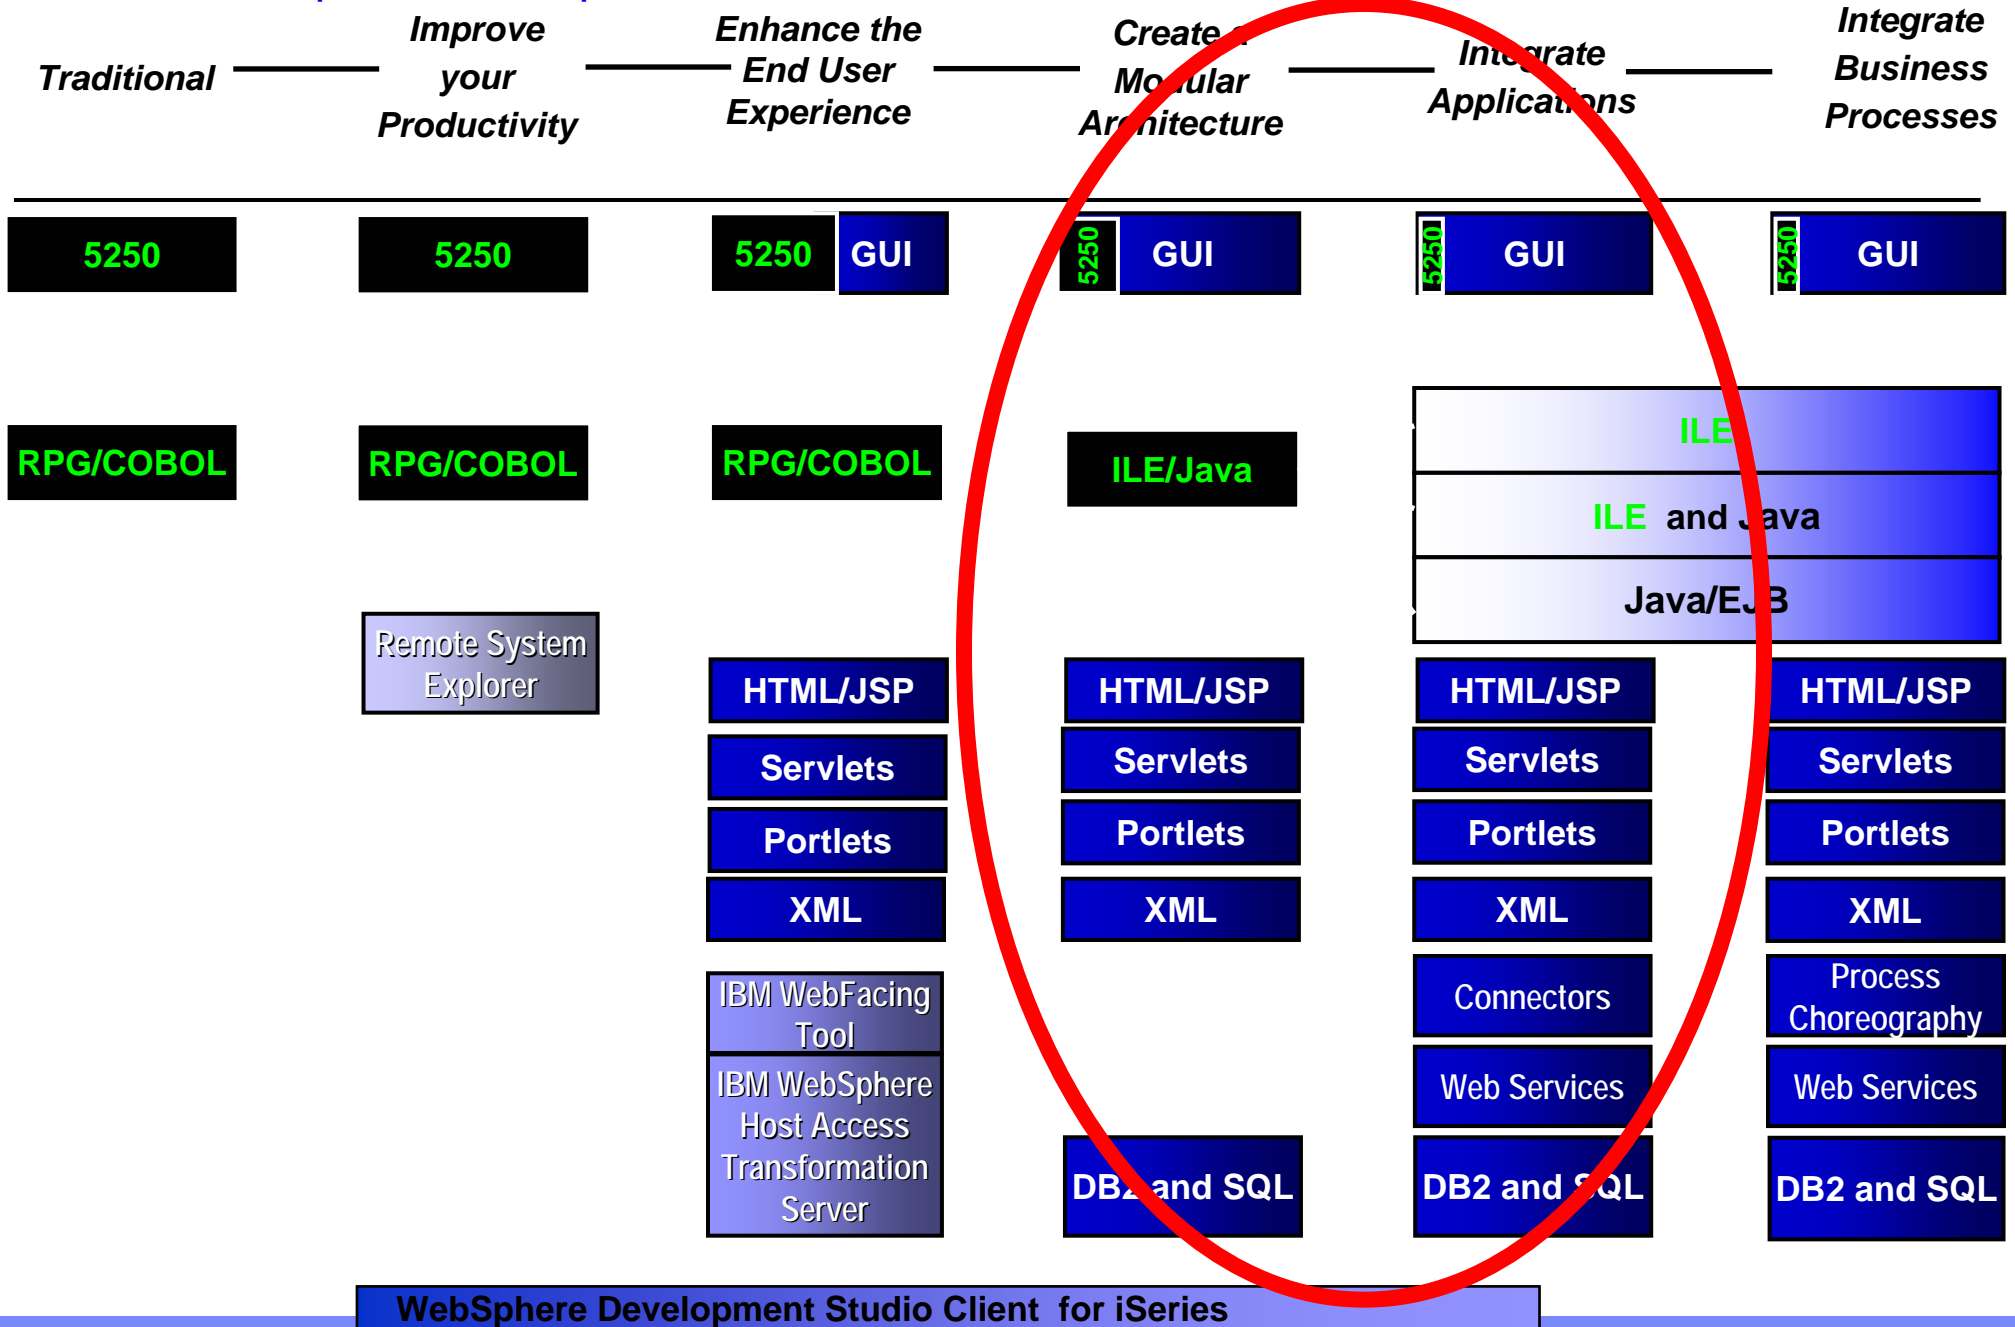 Traditional
Improve
your
Productivity
Enhance the
End User
Experience
Create a
Modular
Architecture
Integrate
Applications
Integrate
Business
Processes
5250
5250
5250
GUI
5250
GUI
5250
GUI
5250
GUI
RPG/COBOL
RPG/COBOL
RPG/COBOL
ILE/Java
ILE
ILE and Java
Java/EJB
Remote System
Explorer
HTML/JSP
HTML/JSP
HTML/JSP
HTML/JSP
Servlets
Servlets
Servlets
Servlets
Portlets
Portlets
Portlets
Portlets
XML
XML
XML
XML
IBM WebFacing
Tool
Connectors
Process
Choreography
IBM WebSphere
Host Access
Transformation
Server
Web Services
Web Services
DB2 and SQL
DB2 and SQL
DB2 and SQL
WebSphere Development Studio Client for iSeries